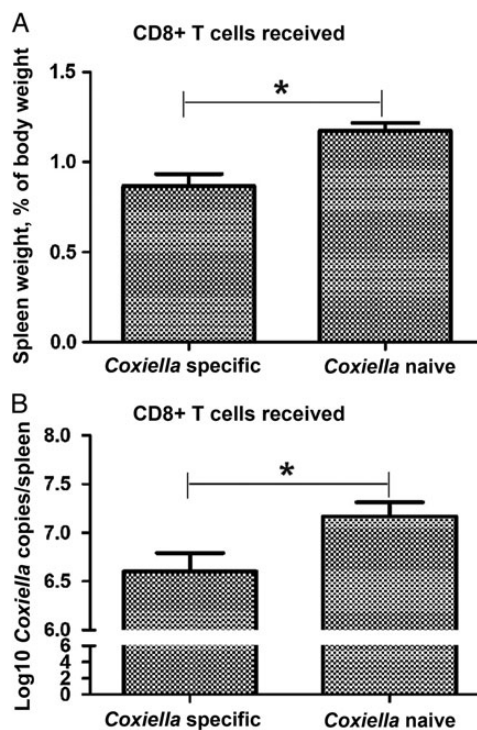 A
CD8+ T cells received
Spleen weight, % of body weight
1.5
*
1.0
0.5
0.0
Coxiella specific Coxiella naive
B
CD8+ T cells received
Log10 Coxiella copies/spleen
8.0
7.5
*
7.0
6.5
6.0
6
4
2
0
Coxiella specific Coxiella naive